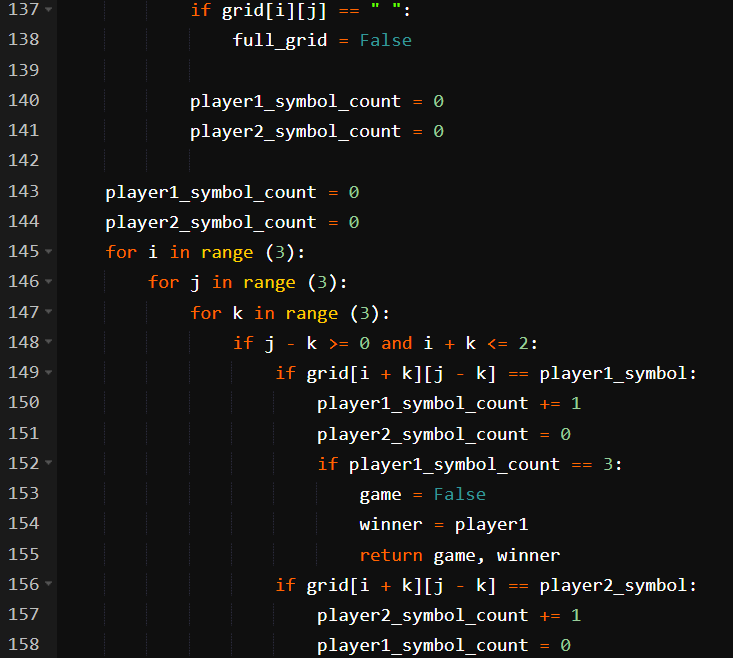 137 if grid[i][j] == " ":
138 full_grid = False
139
140 player1_symbol_count = 0
141 player2_symbol_count = 0
142
143 player1_symbol_count = 0
144 player2_symbol_count = 0
145 for i in range (3):
146 for j in range (3):
147 for k in range (3):
148 if j - k >= 0 and i + k <= 2:
149 if grid[i + k][j - k] == player1_symbol:
150 player1_symbol_count += 1
151 player2_symbol_count = 0
152 if player1_symbol_count == 3:
153 game = False
154 winner = player1
155 return game, winner
156 if grid[i + k][j - k] == player2_symbol:
157 player2_symbol_count += 1
158 player1_symbol_count = 0